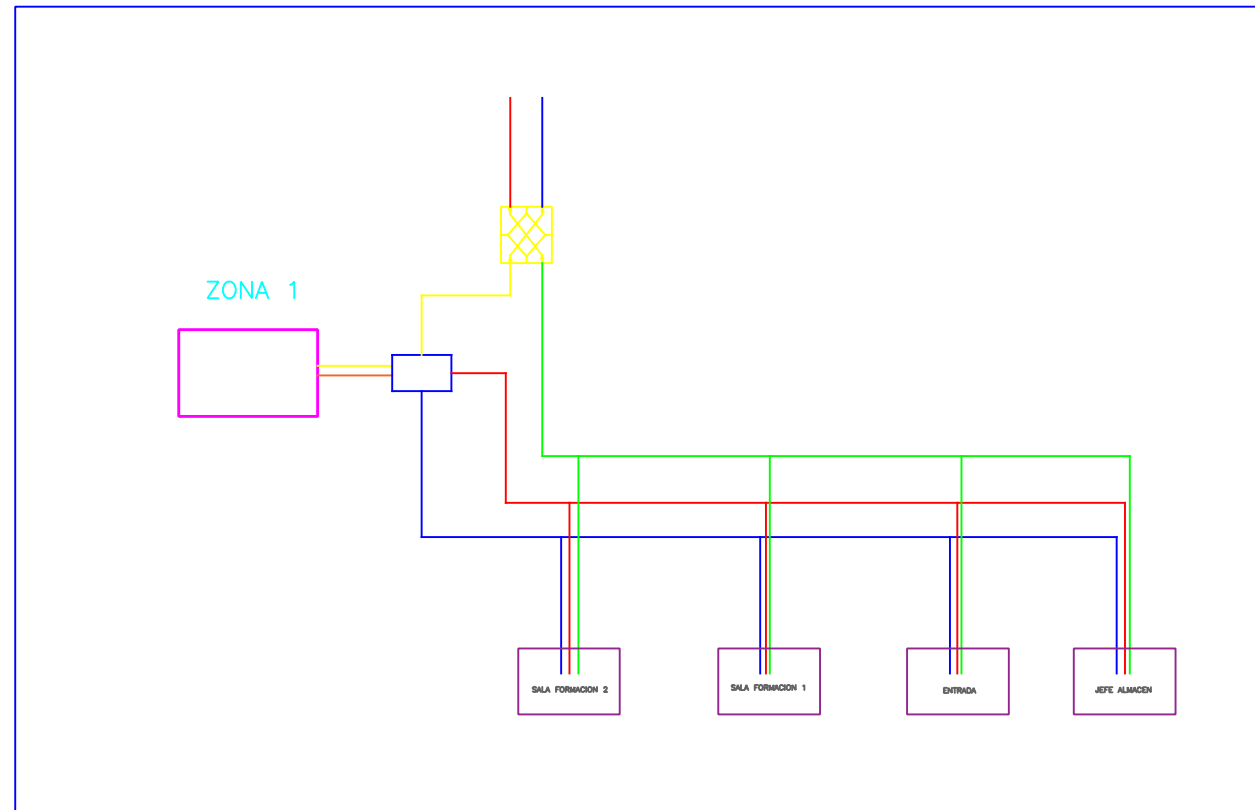 ZONA 1
SALA FORMACION 2
SALA FORMACION 1
ENTRADA
JEFE ALMACEN